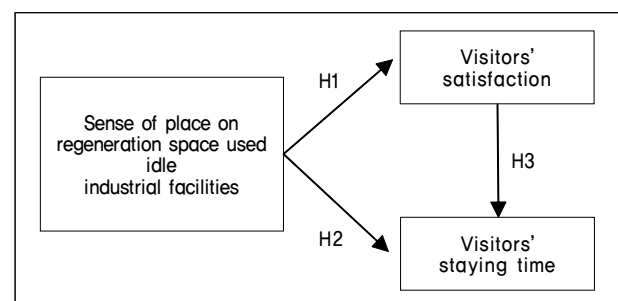 Sense of place on
regeneration space used
idle
industrial facilities
H1
Visitors'
satisfaction
H3
H2
Visitors'
staying time